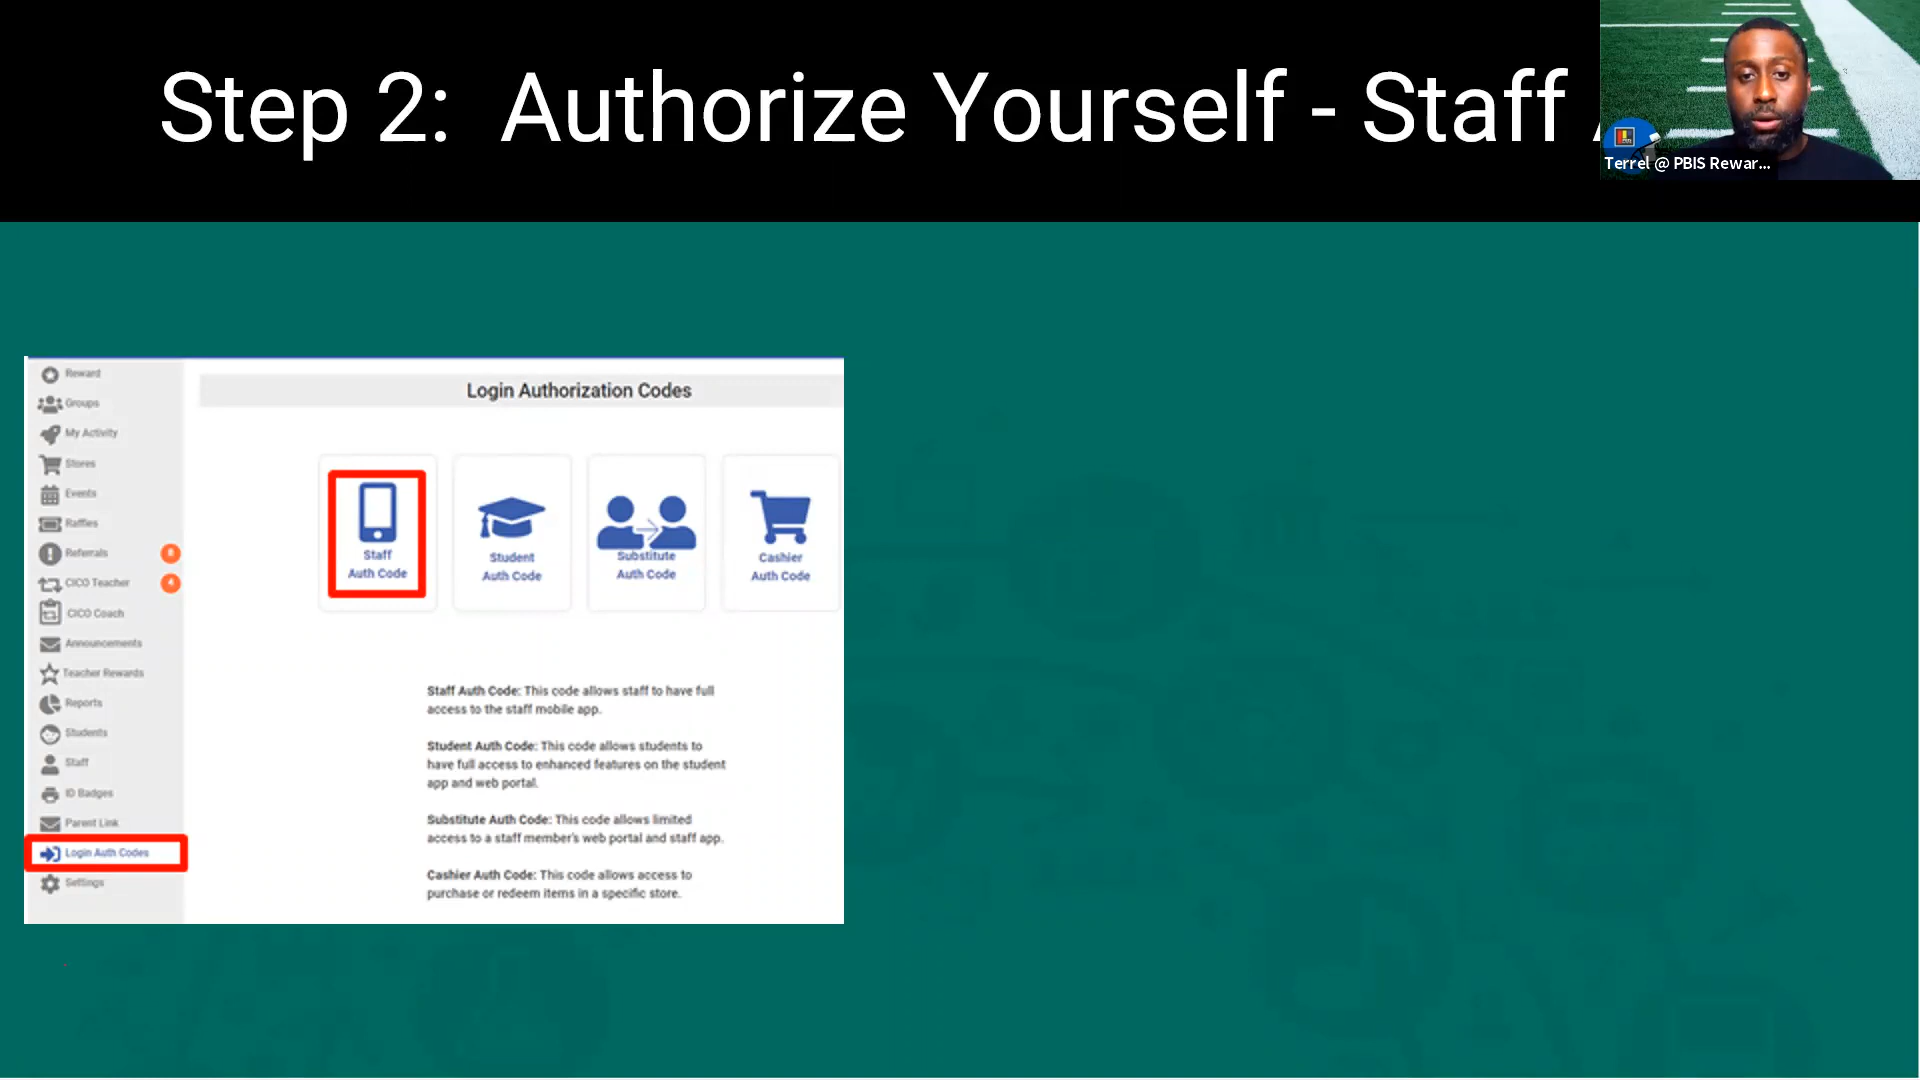 Step 2: Authorize Yourself - Staff
Terrel @ PBIS Rewar...
Reward
Groups
My Activity
Stores
Events
Raffles
Referrals 6
CICO Teacher 4
CICO Coach
Announcements
Teacher Rewards
Reports
Students
Staff
ID Badges
Parent Link
Login Auth Codes
Settings
Login Authorization Codes
Staff
Auth Code
Student
Auth Code
Substitute
Auth Code
Cashier
Auth Code
Staff Auth Code: This code allows staff to have full
access to the staff mobile app.
Student Auth Code: This code allows students to
have full access to enhanced features on the student
app and web portal.
Substitute Auth Code: This code allows limited
access to a staff member's web portal and staff app.
Cashier Auth Code: This code allows access to
purchase or redeem items in a specific store.